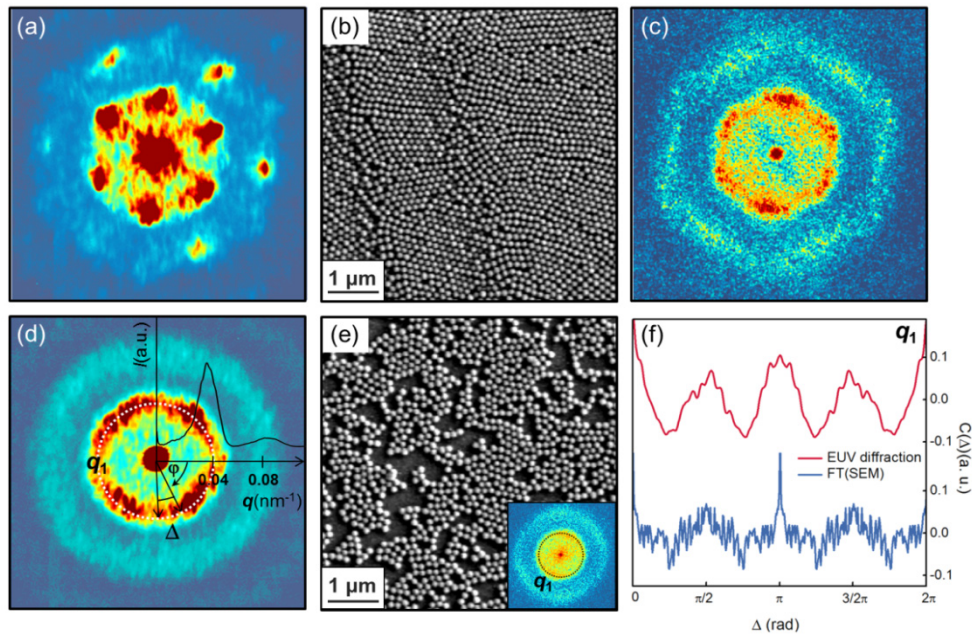 (a)
(b)
1 μm
(c)
(d)
I(a.u.)
q₁
φ
0.04
0.08
q(nm⁻¹)
Δ
(e)
1 μm
q₁
(f)
q₁
0.1
0.0
-0.1
EUV diffraction
FT(SEM)
0.1
0.0
-0.1
C(Δ)(a. u.)
0
π/2
π
3/2π
2π
Δ (rad)